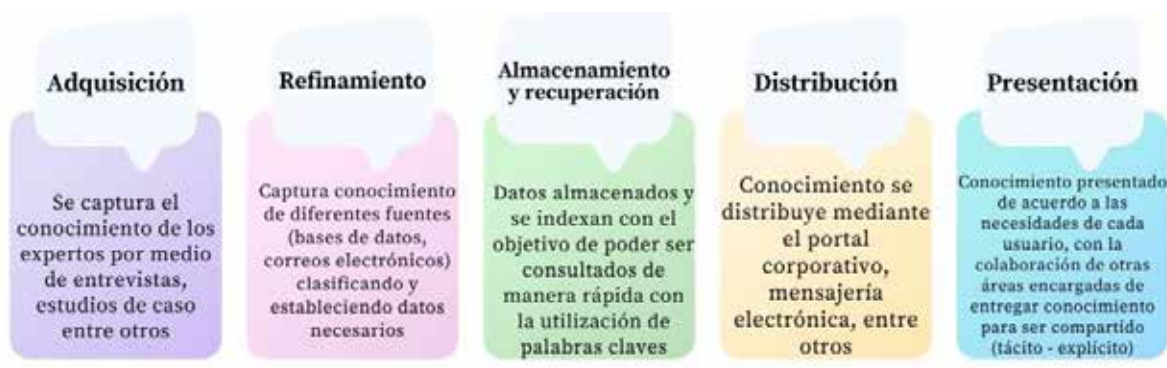 Adquisición
Se captura el
conocimiento de los
expertos por medio
de entrevistas,
estudios de caso
entre otros
Refinamiento
Captura conocimiento
de diferentes fuentes
(bases de datos,
correos electrónicos)
clasificando y
estableciendo datos
necesarios
Almacenamiento
y recuperación
Datos almacenados y
se indexan con el
objetivo de poder ser
consultados de
manera rápida con
la utilización de
palabras claves
Distribución
Conocimiento se
distribuye mediante
el portal
corporativo,
mensajería
electrónica, entre
otros
Presentación
Conocimiento presentado
de acuerdo a las
necesidades de cada
usuario, con la
colaboración de otras
áreas encargadas de
entregar conocimiento
para ser compartido
(tácito - explícito)